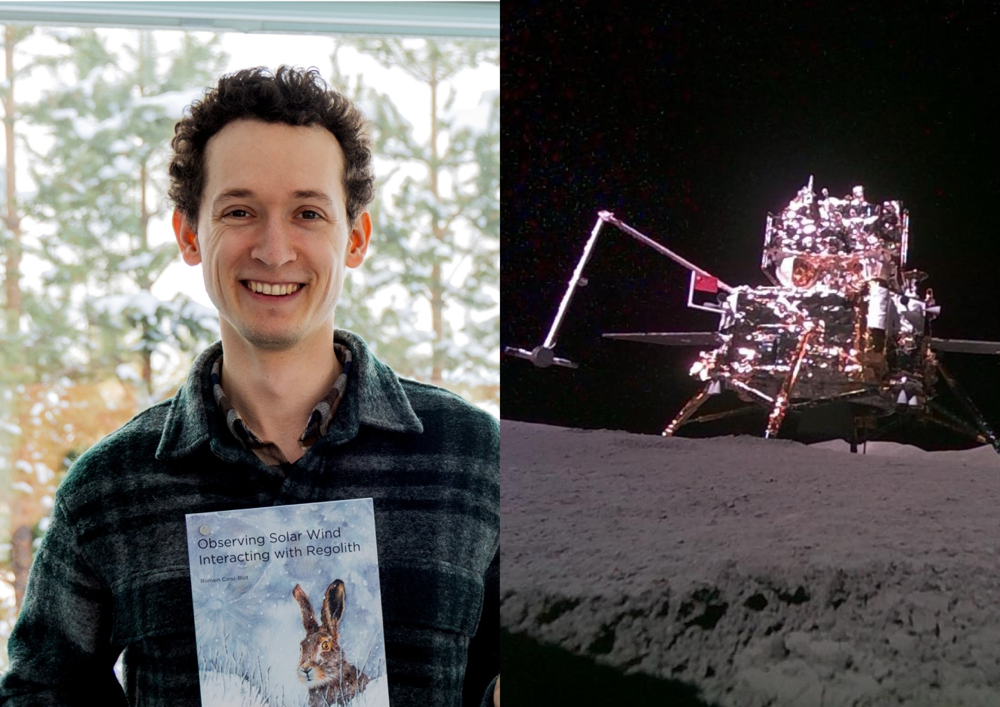 Observing Solar Wind
Interacting with Regolith
Romain Canu-Blot